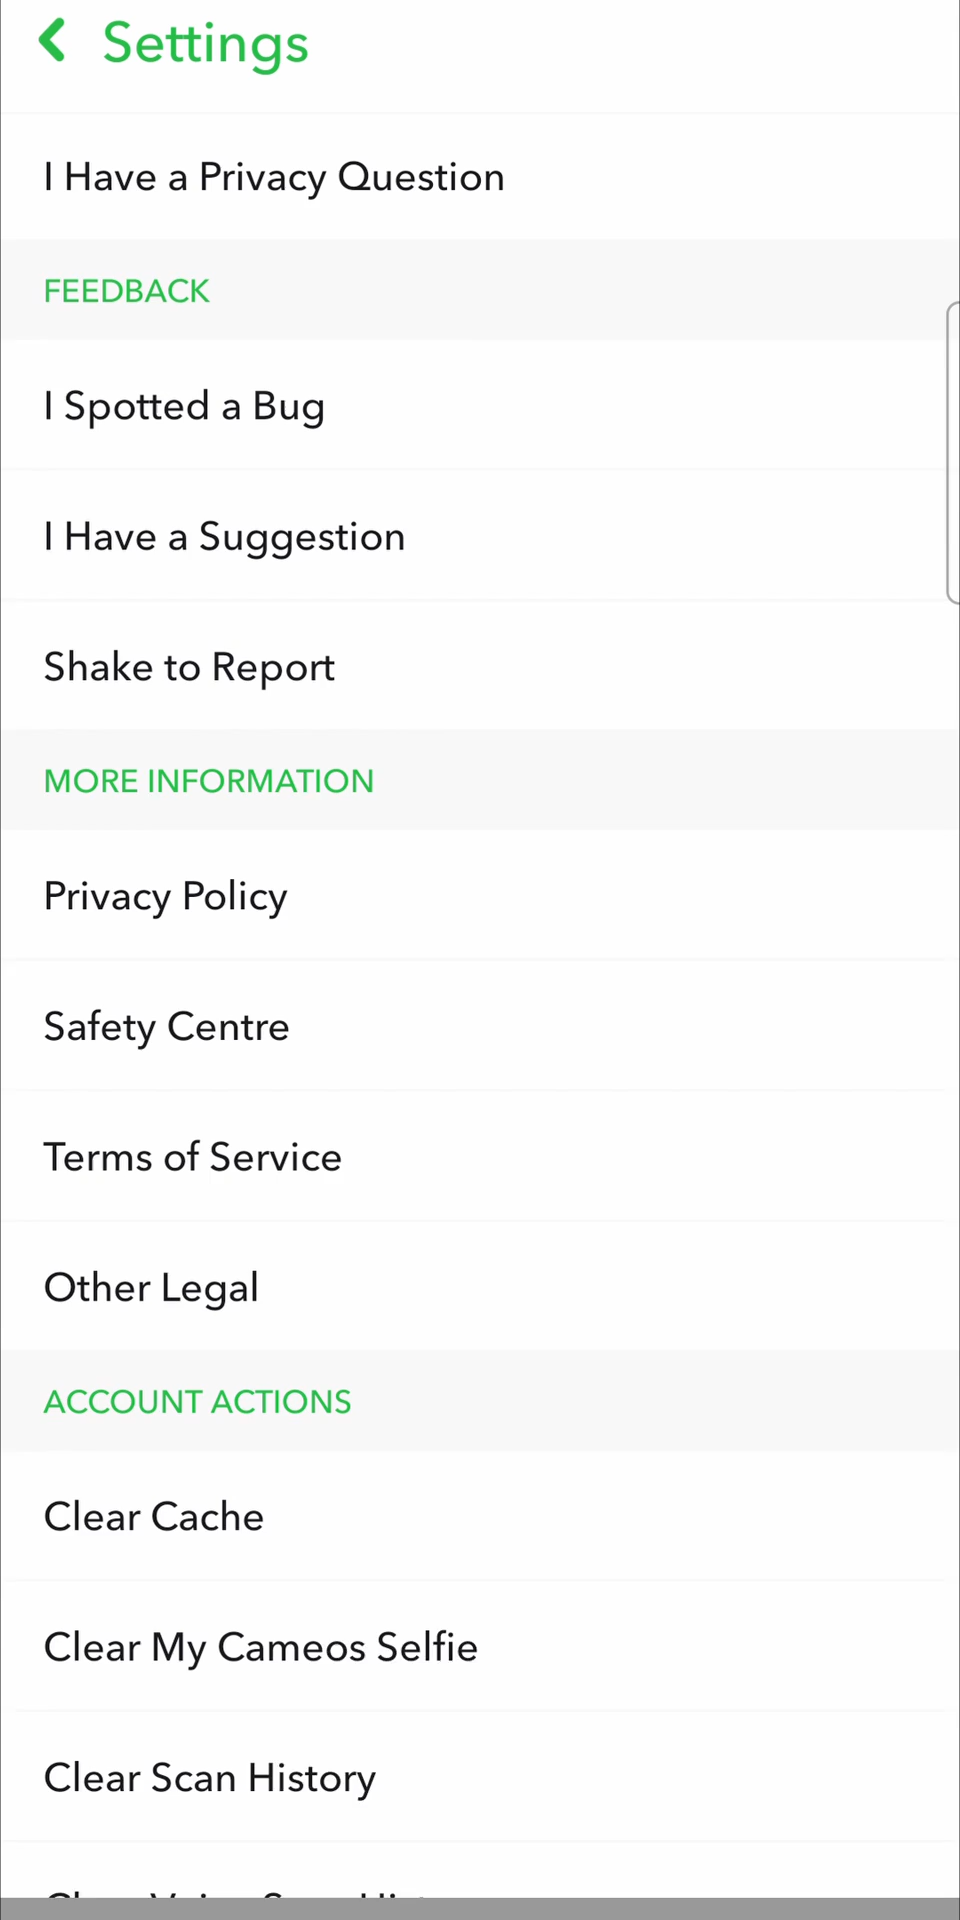 Settings
I Have a Privacy Question
FEEDBACK
I Spotted a Bug
I Have a Suggestion
Shake to Report
MORE INFORMATION
Privacy Policy
Safety Centre
Terms of Service
Other Legal
ACCOUNT ACTIONS
Clear Cache
Clear My Cameos Selfie
Clear Scan History